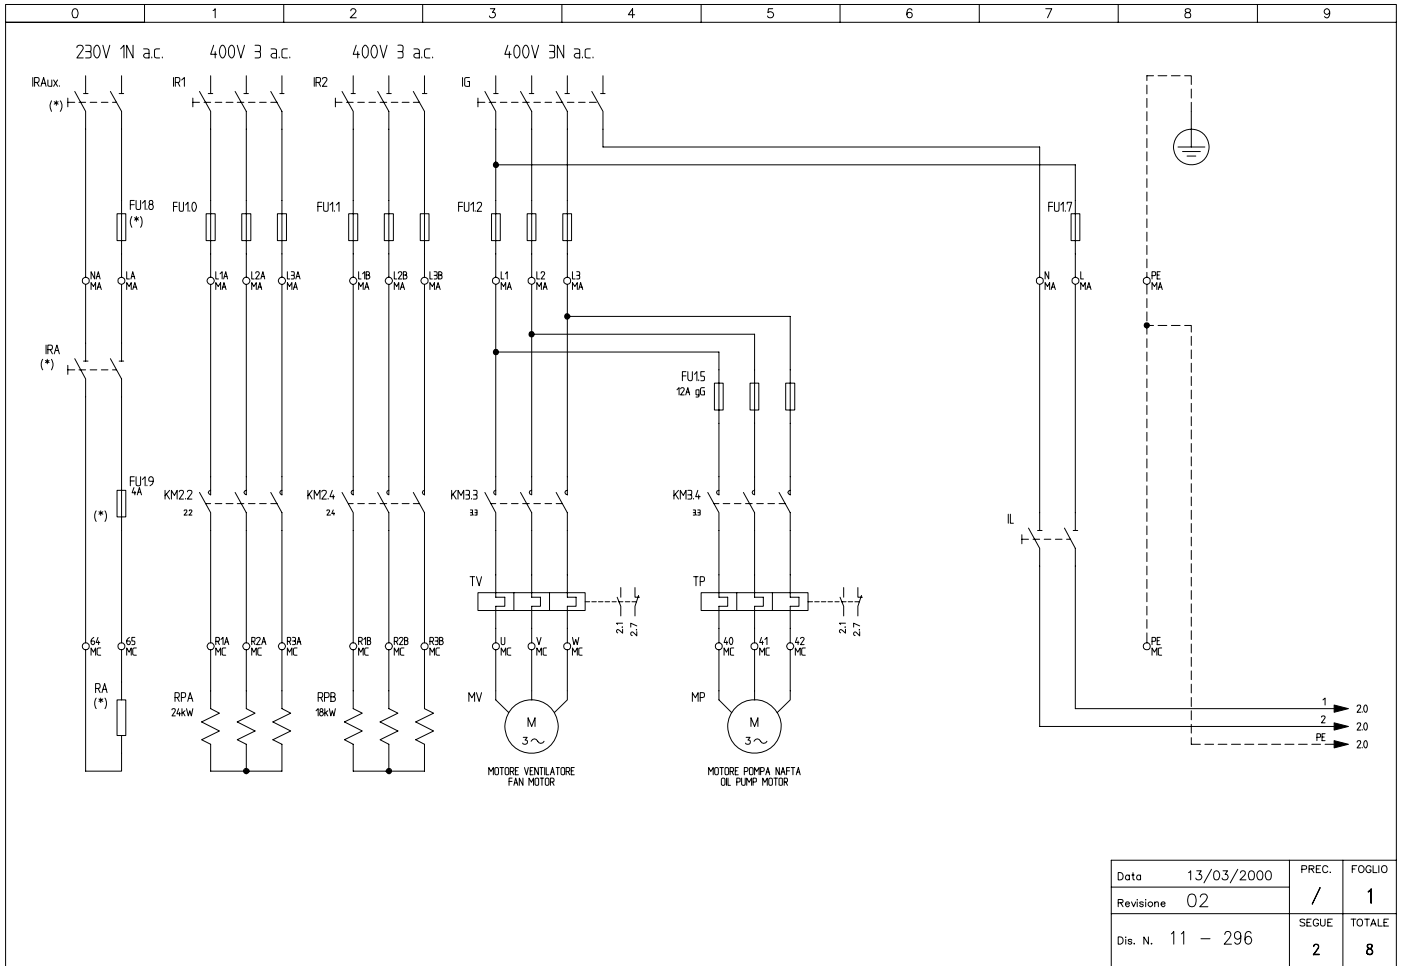 0 1 2 3 4 5 6 7 8 9
230V 1N a.c. 400V 3 a.c. 400V 3 a.c. 400V 3N a.c.
IRAux. IR1 IR2 IG
(*)
FU1.8 FU1.0 FU1.1 FU1.2 FU1.7
(*)
NA LA L1A L2A L3A L1B L2B L3B L1 L2 L3 N L PE
MA MA MA MA MA MA MA MA MA MA MA MA MA MA
IRA
(*)
FU1.5
12A gG
FU1.9
4A
(*)
KM2.2 KM2.4 KM3.3 KM3.4
2.2 2.4 3.3 3.3
IL
TV TP
2.1 2.7 2.1 2.7
64 65 R1A R2A R3A R1B R2B R3B U V W 40 41 42 PE
MC MC MC MC MC MC MC MC MC MC MC MC MC MC MC
RA RPA RPB MV MP
(*) 24kW 18kW
M M
3~ 3~
1 2.0
2 2.0
PE 2.0
MOTORE VENTILATORE
FAN MOTOR
MOTORE POMPA NAFTA
OIL PUMP MOTOR
Data 13/03/2000
Revisione 02
Dis. N. 11 - 296
PREC. FOGLIO
/ 1
SEGUE TOTALE
2 8